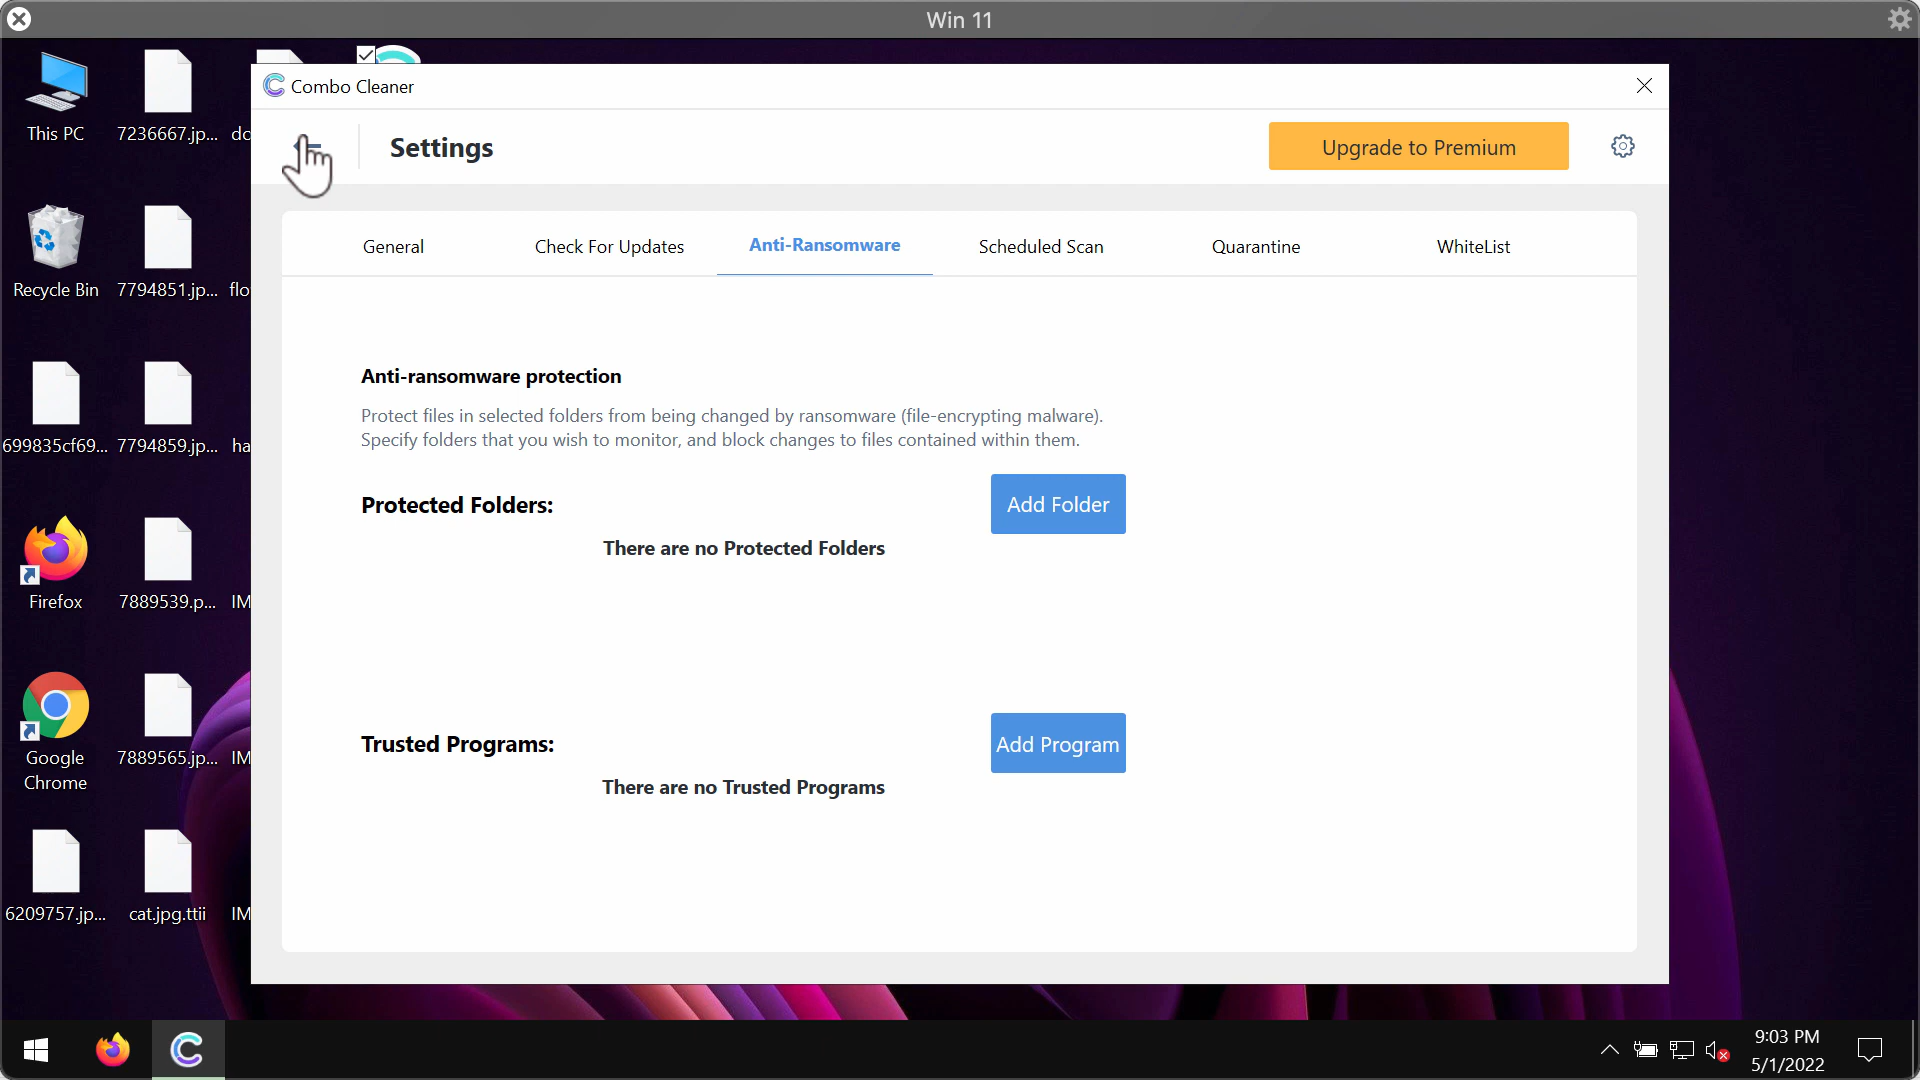 Win 11
This PC
7236667.jp...
Recycle Bin
7794851.jp...
flo
699835cf69...
7794859.jp...
ha
Firefox
7889539.p...
IM
Google
Chrome
7889565.jp...
IM
6209757.jp...
cat.jpg.ttii
IM
Combo Cleaner
Settings
Upgrade to Premium
General
Check For Updates
Anti-Ransomware
Scheduled Scan
Quarantine
WhiteList
Anti-ransomware protection
Protect files in selected folders from being changed by ransomware (file-encrypting malware).
Specify folders that you wish to monitor, and block changes to files contained within them.
Protected Folders:
Add Folder
There are no Protected Folders
Trusted Programs:
Add Program
There are no Trusted Programs
9:03 PM
5/1/2022